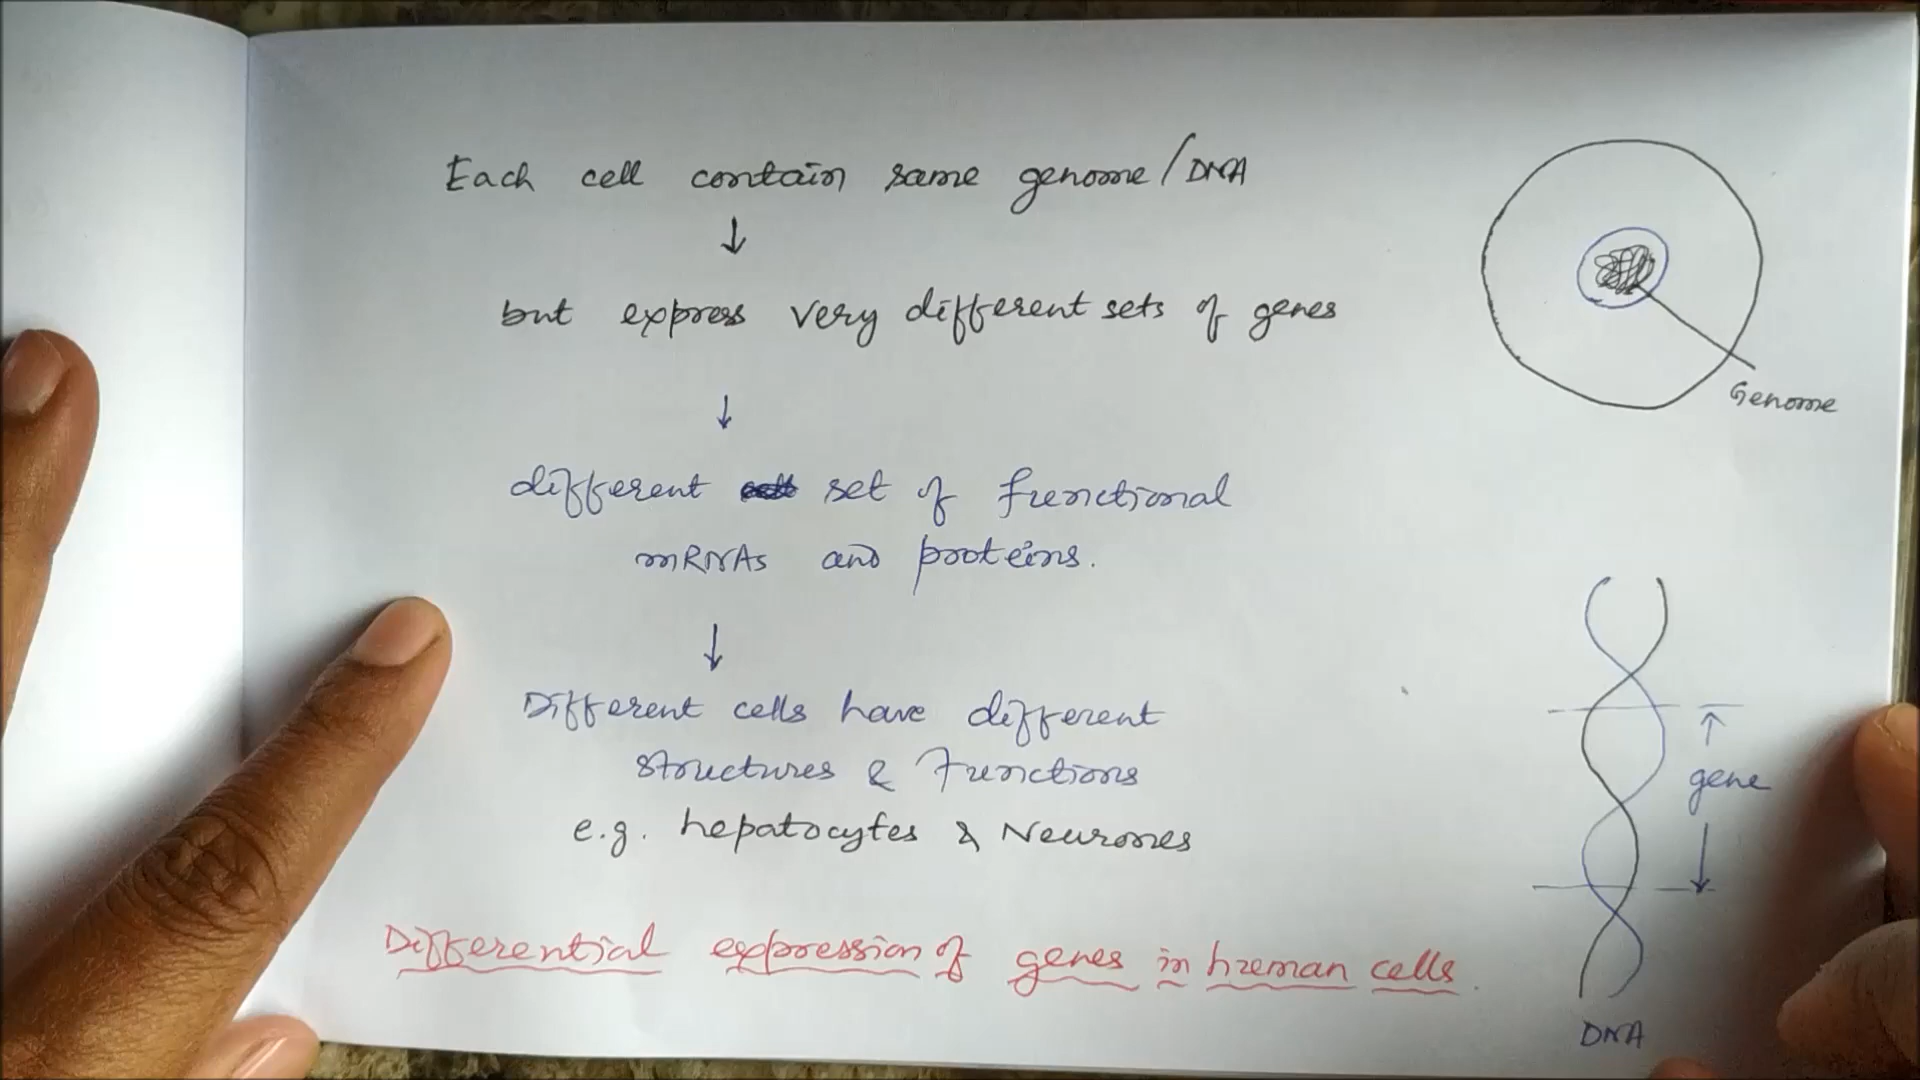 Each cell contain same genome/DNA
↓
but express very different sets of genes
↓
different set of functional
mRNAs and proteins.
↓
Different cells have different
structures & Functions
e.g. hepatocytes & Neurones
Differential expression of genes in human cells.
Genome
gene
DNA